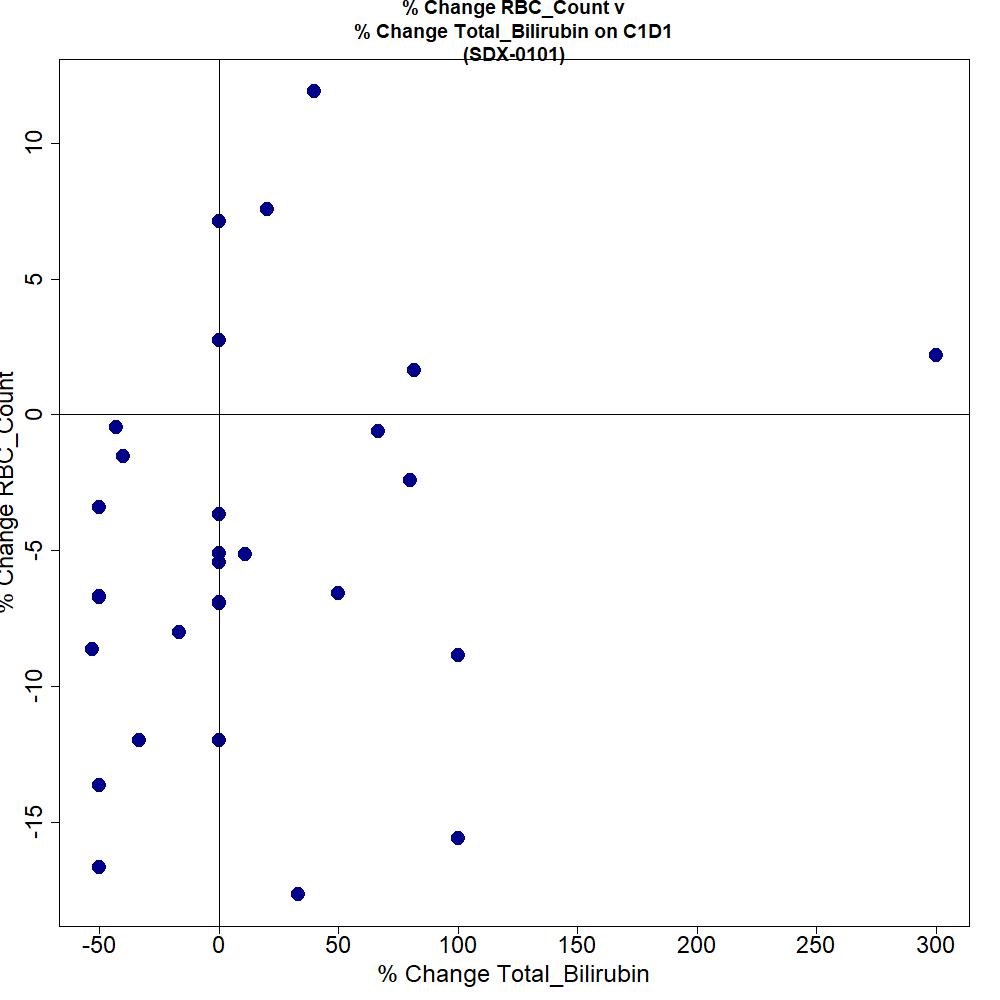 % Change RBC_Count v
% Change Total_Bilirubin on C1D1
(SDX-0101)
% Change RBC_Count
10
5
0
-5
-10
-15
-50
0
50
100
150
200
250
300
% Change Total_Bilirubin